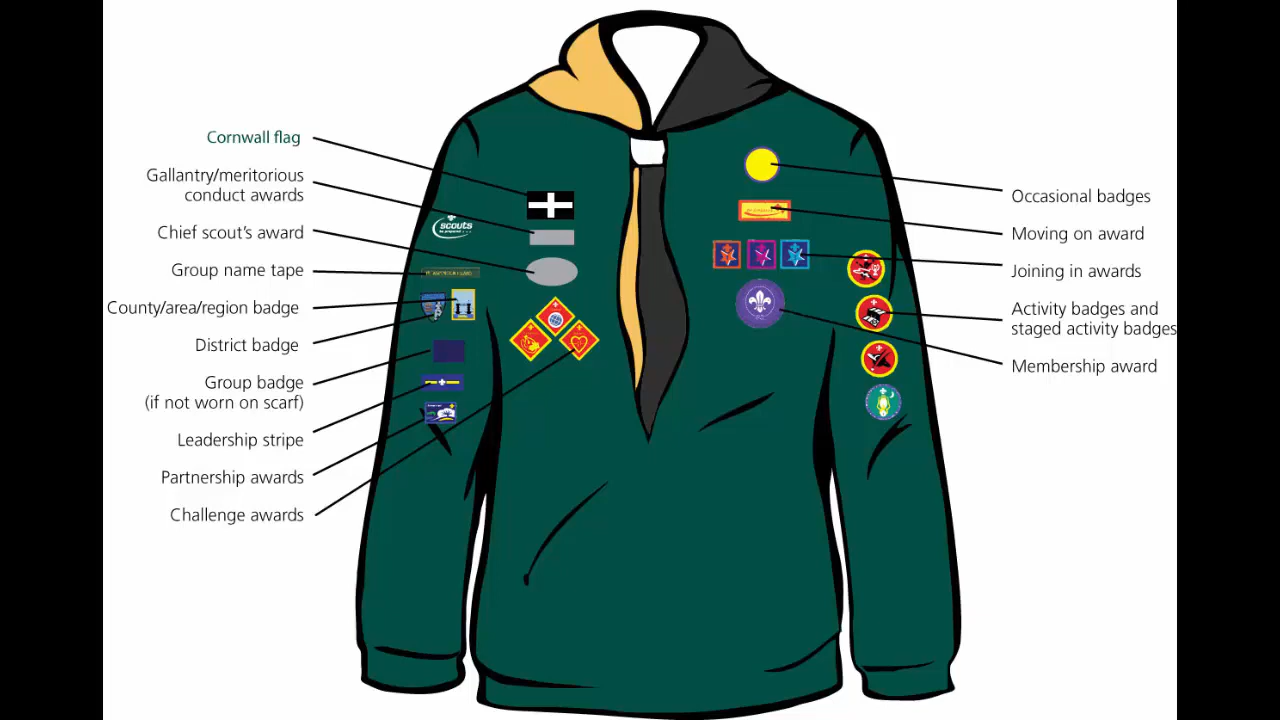 Cornwall flag
Gallantry/meritorious
conduct awards
Chief scout's award
Group name tape
County/area/region badge
District badge
Group badge
(if not worn on scarf)
Leadership stripe
Partnership awards
Challenge awards
scouts
be prepared...
Occasional badges
Moving on award
Joining in awards
Activity badges and
staged activity badges
Membership award